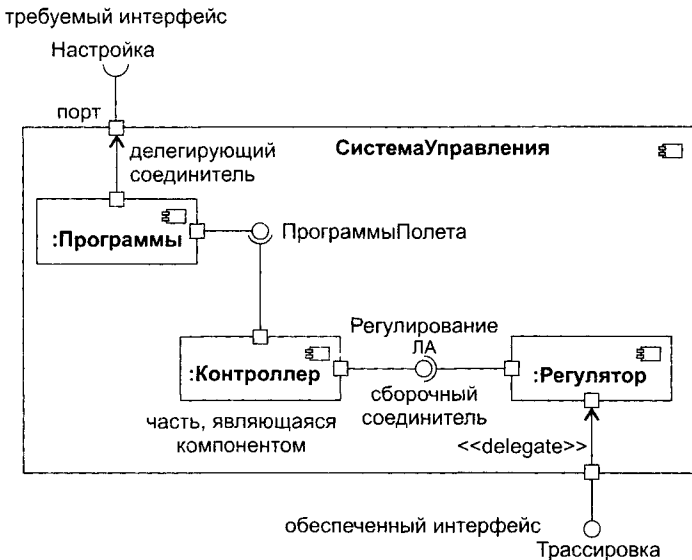 требуемый интерфейс
Настройка
порт
делегирующий
соединитель
СистемаУправления
:Программы
ПрограммыПолета
Регулирование
ЛА
:Контроллер
:Регулятор
сборочный
соединитель
часть, являющаяся
компонентом
<<delegate>>
обеспеченный интерфейс
Трассировка